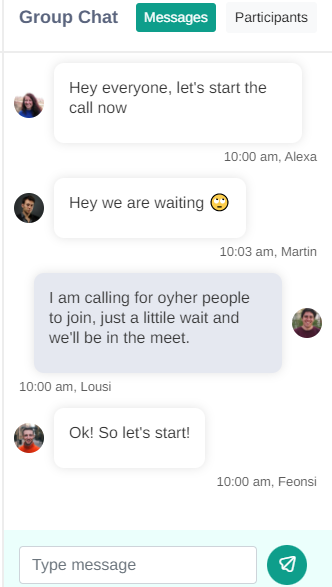 Group Chat Messages Participants
Hey everyone, let's start the
call now
10:00 am, Alexa
Hey we are waiting 🙄
10:03 am, Martin
I am calling for oyher people
to join, just a littile wait and
we'll be in the meet.
10:00 am, Lousi
Ok! So let's start!
10:00 am, Feonsi
Type message